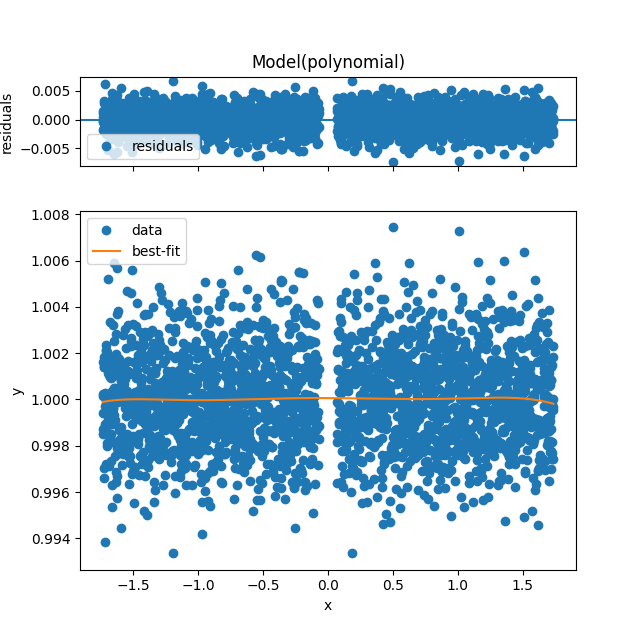 Model(polynomial)
residuals
0.005
0.000
−0.005
residuals
y
1.008
1.006
1.004
1.002
1.000
0.998
0.996
0.994
data
best-fit
−1.5
−1.0
−0.5
0.0
0.5
1.0
1.5
x